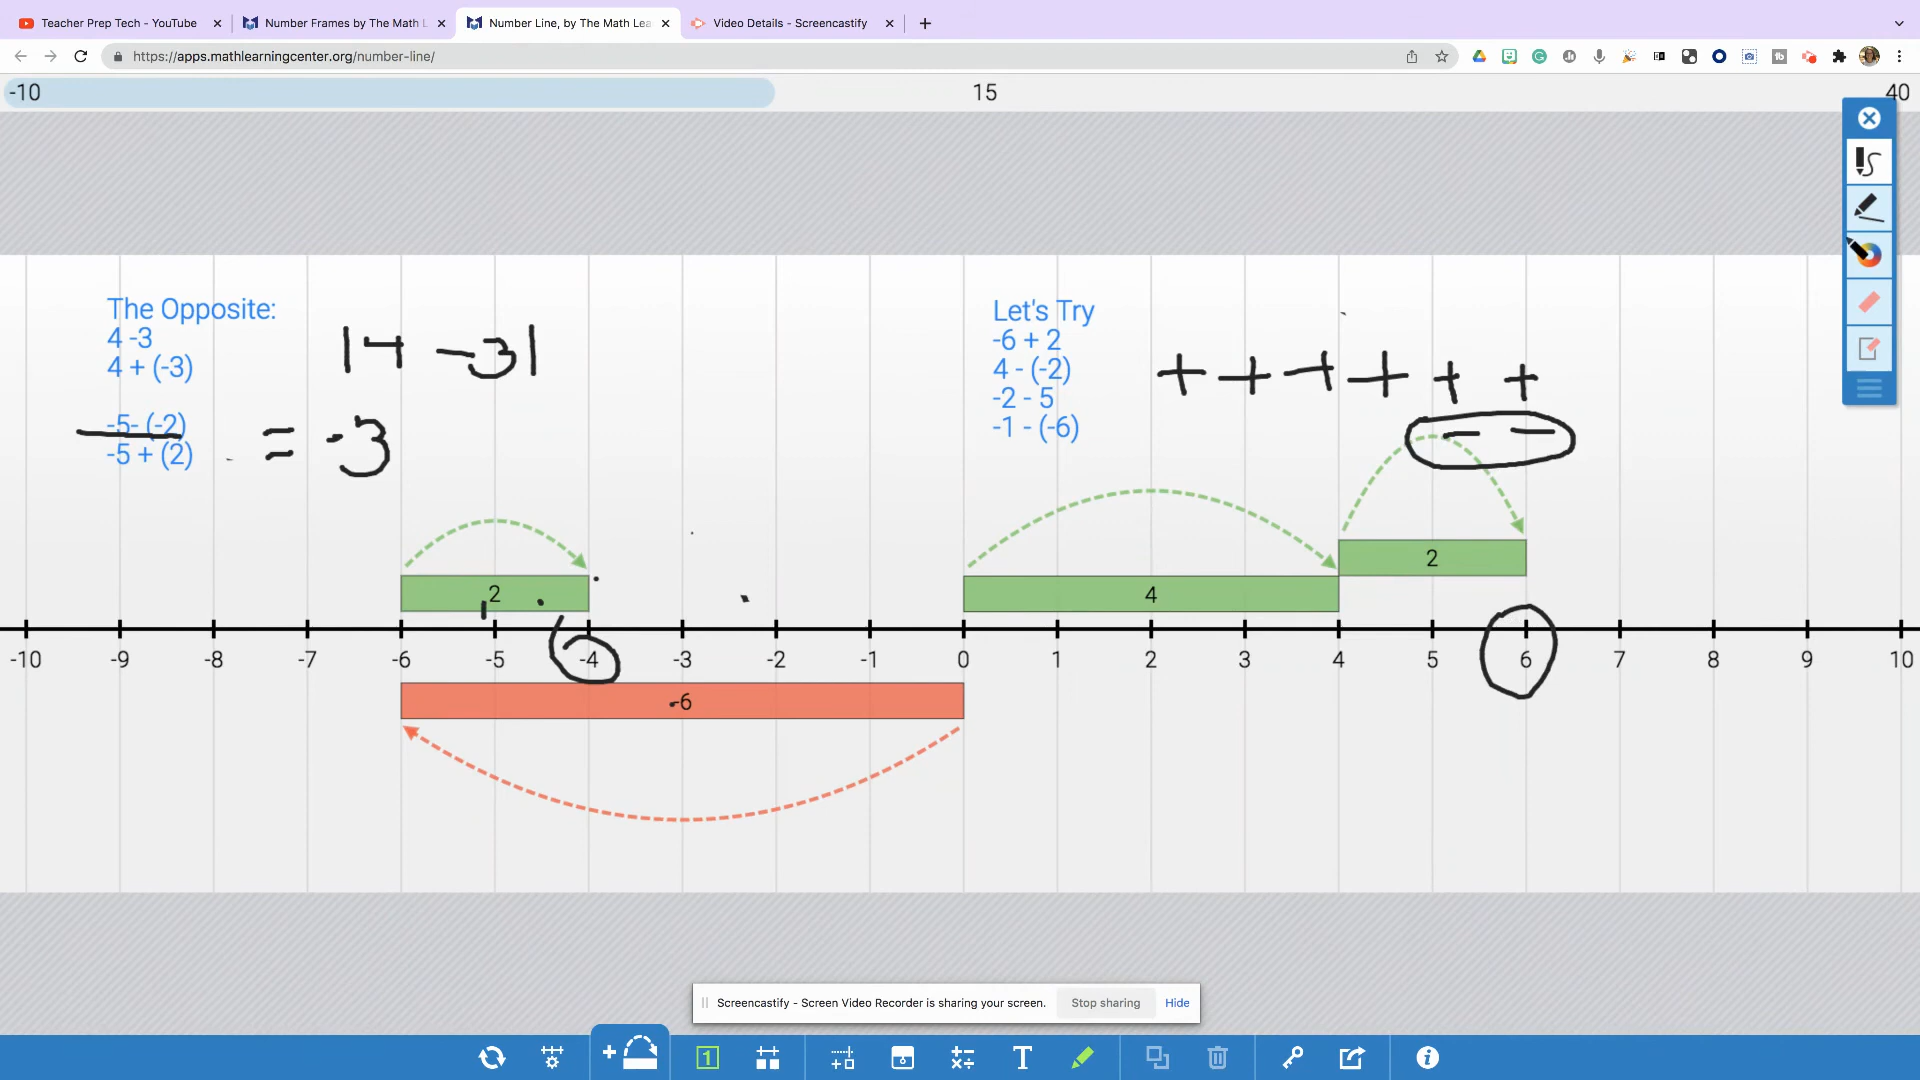 Teacher Prep Tech - YouTube
Number Frames by The Math L
Number Line, by The Math Lea
Video Details - Screencastify
https://apps.mathlearningcenter.org/number-line/
-10 15 40
The Opposite:
4 -3
4 + (-3)
-5- (-2)
-5 + (2)
|4 -3|
= -3
Let's Try
-6 + 2
4 - (-2)
-2 - 5
-1 - (-6)
+ + + + + +
- -
2
4
2
-10 -9 -8 -7 -6 -5 -4 -3 -2 -1 0 1 2 3 4 5 6 7 8 9 10
-6
Screencastify - Screen Video Recorder is sharing your screen. Stop sharing Hide
1 T